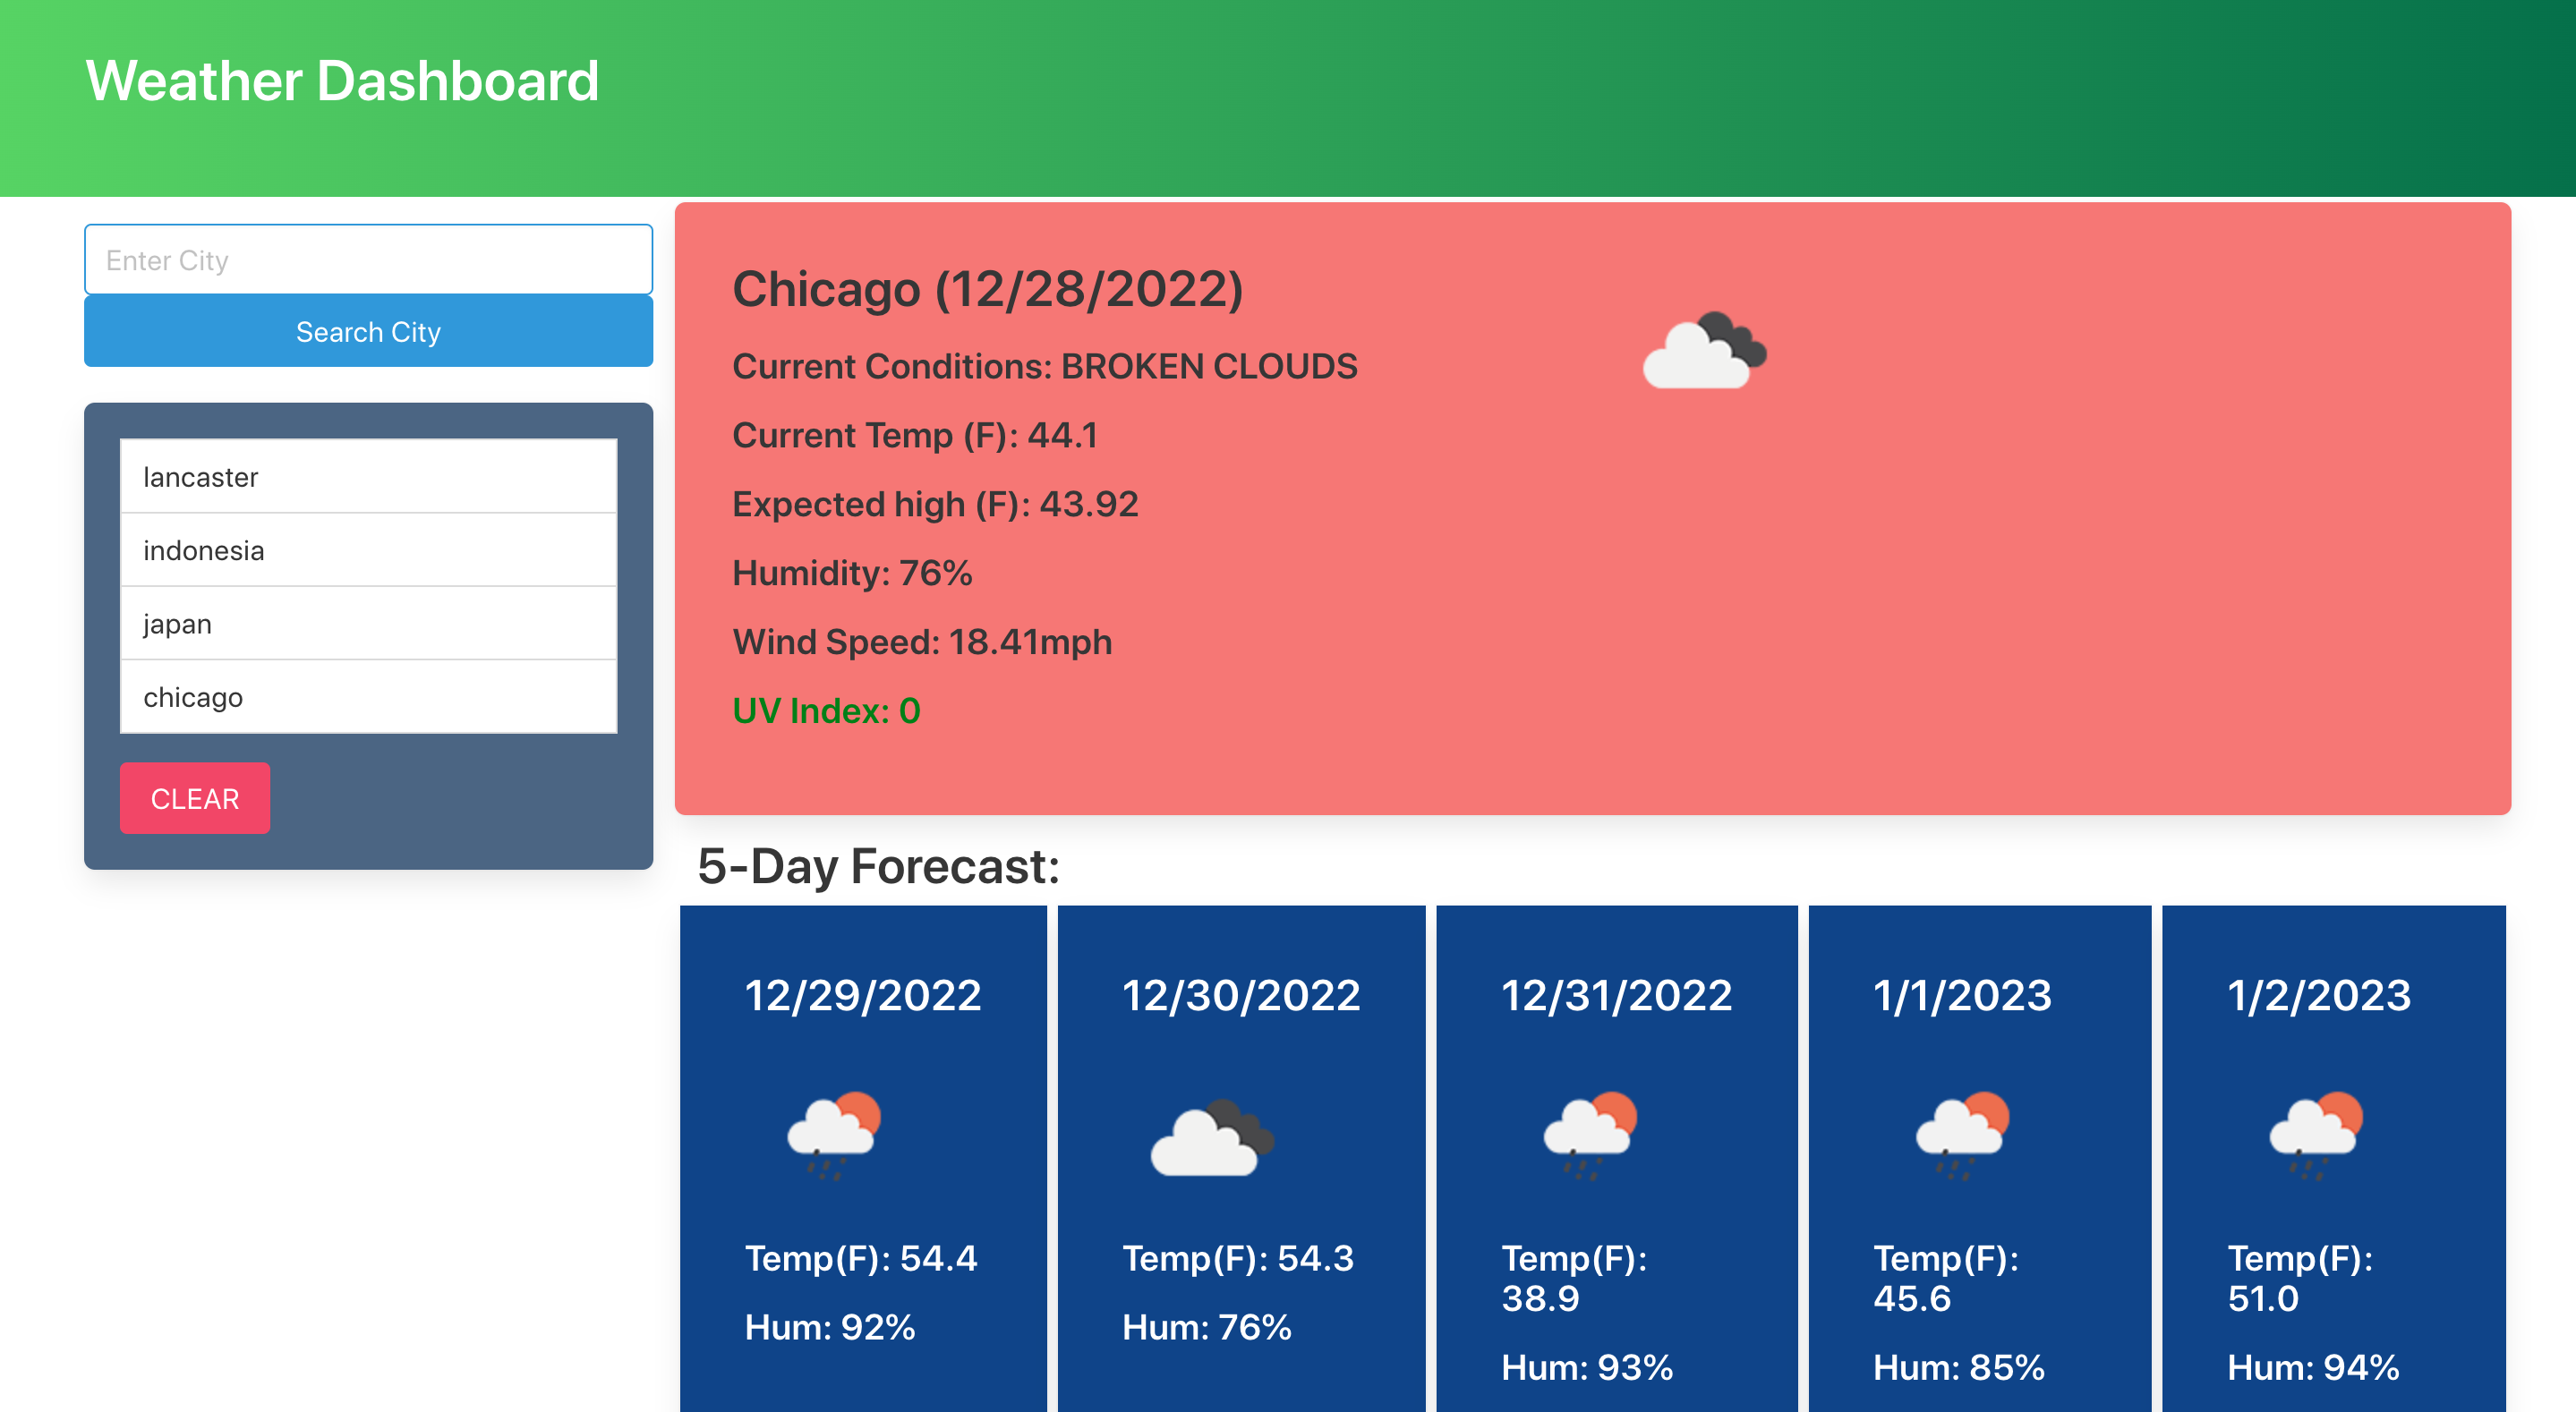 Weather Dashboard
Enter City
Search City
lancaster
indonesia
japan
chicago
CLEAR
Chicago (12/28/2022)
Current Conditions: BROKEN CLOUDS
Current Temp (F): 44.1
Expected high (F): 43.92
Humidity: 76%
Wind Speed: 18.41mph
UV Index: 0
5-Day Forecast:
12/29/2022
Temp(F): 54.4
Hum: 92%
12/30/2022
Temp(F): 54.3
Hum: 76%
12/31/2022
Temp(F):
38.9
Hum: 93%
1/1/2023
Temp(F):
45.6
Hum: 85%
1/2/2023
Temp(F):
51.0
Hum: 94%